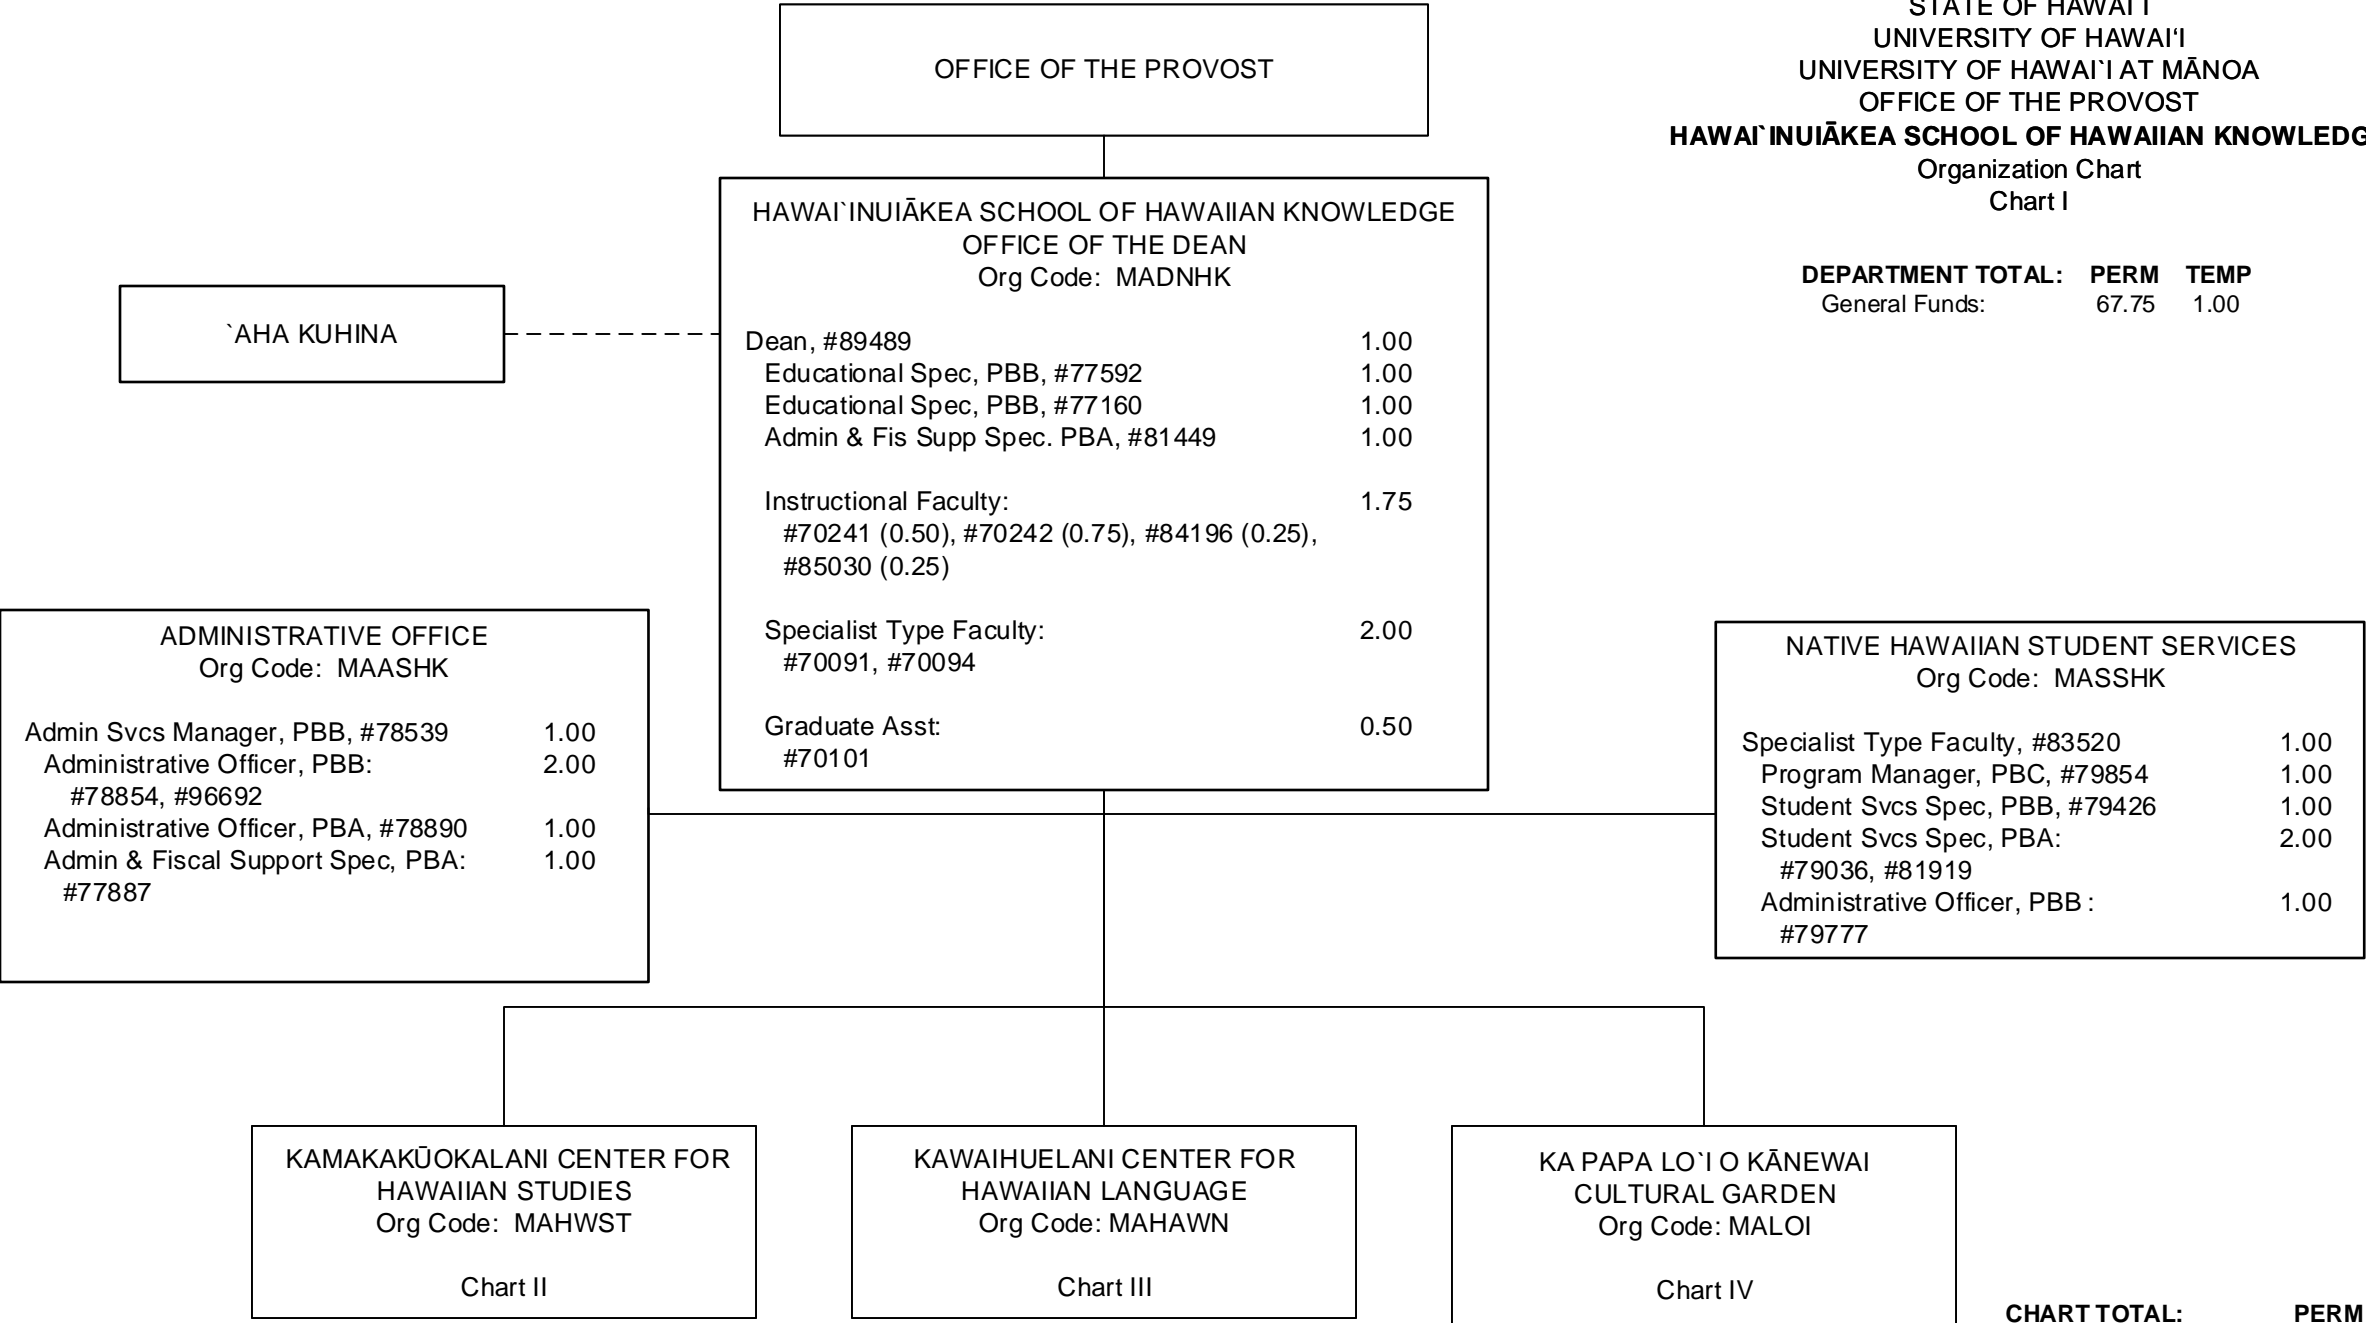 STATE OF HAWAI'I
UNIVERSITY OF HAWAI‘I
UNIVERSITY OF HAWAI`I AT MĀNOA
OFFICE OF THE PROVOST
HAWAI`INUIĀKEA SCHOOL OF HAWAIIAN KNOWLEDG
Organization Chart
Chart I
DEPARTMENT TOTAL: PERM TEMP
General Funds: 67.75 1.00
OFFICE OF THE PROVOST
HAWAI`INUIĀKEA SCHOOL OF HAWAIIAN KNOWLEDGE
OFFICE OF THE DEAN
Org Code: MADNHK
Dean, #89489 1.00
Educational Spec, PBB, #77592 1.00
Educational Spec, PBB, #77160 1.00
Admin & Fis Supp Spec. PBA, #81449 1.00
Instructional Faculty: 1.75
#70241 (0.50), #70242 (0.75), #84196 (0.25),
#85030 (0.25)
Specialist Type Faculty: 2.00
#70091, #70094
Graduate Asst: 0.50
#70101
`AHA KUHINA
ADMINISTRATIVE OFFICE
Org Code: MAASHK
Admin Svcs Manager, PBB, #78539 1.00
Administrative Officer, PBB: 2.00
#78854, #96692
Administrative Officer, PBA, #78890 1.00
Admin & Fiscal Support Spec, PBA: 1.00
#77887
NATIVE HAWAIIAN STUDENT SERVICES
Org Code: MASSHK
Specialist Type Faculty, #83520 1.00
Program Manager, PBC, #79854 1.00
Student Svcs Spec, PBB, #79426 1.00
Student Svcs Spec, PBA: 2.00
#79036, #81919
Administrative Officer, PBB : 1.00
#79777
KAMAKAKŪOKALANI CENTER FOR
HAWAIIAN STUDIES
Org Code: MAHWST
Chart II
KAWAIHUELANI CENTER FOR
HAWAIIAN LANGUAGE
Org Code: MAHAWN
Chart III
KA PAPA LO`I O KĀNEWAI
CULTURAL GARDEN
Org Code: MALOI
Chart IV
CHART TOTAL: PERM